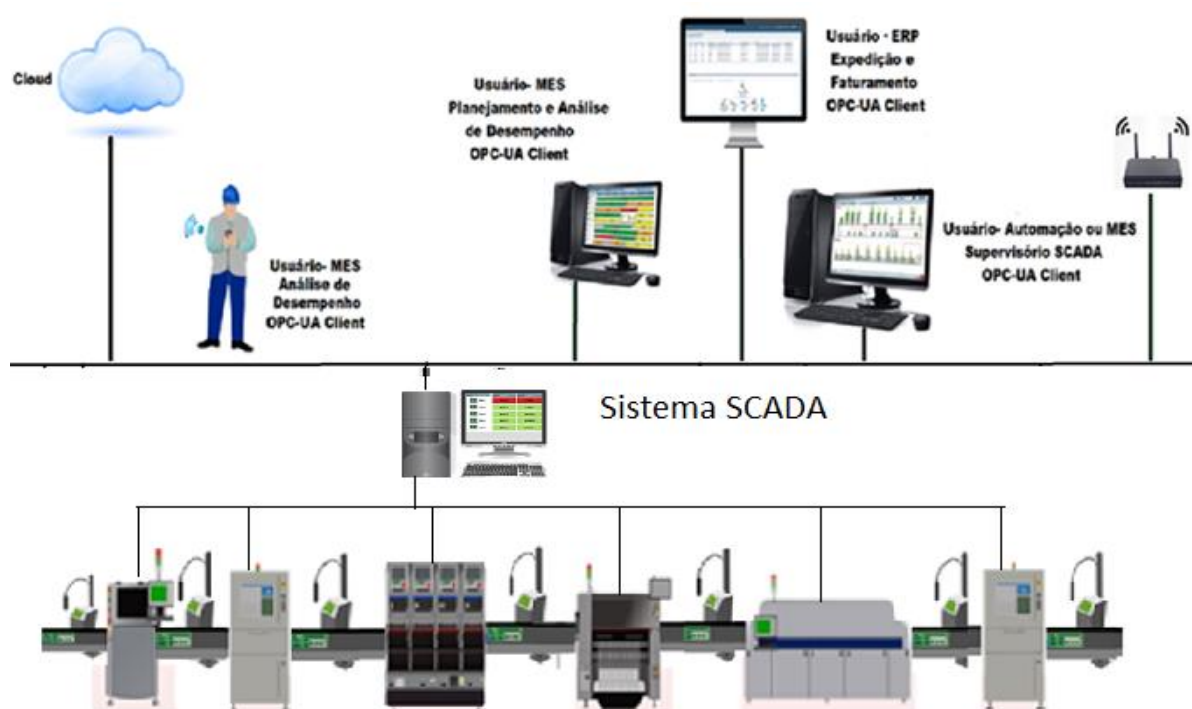 Cloud
Usuário- MES
Análise de
Desempenho
OPC-UA Client
Usuário- MES
Planejamento e Análise
de Desempenho
OPC-UA Client
Usuário - ERP
Expedição e
Faturamento
OPC-UA Client
Usuário- Automação ou MES
Supervisório SCADA
OPC-UA Client
Sistema SCADA